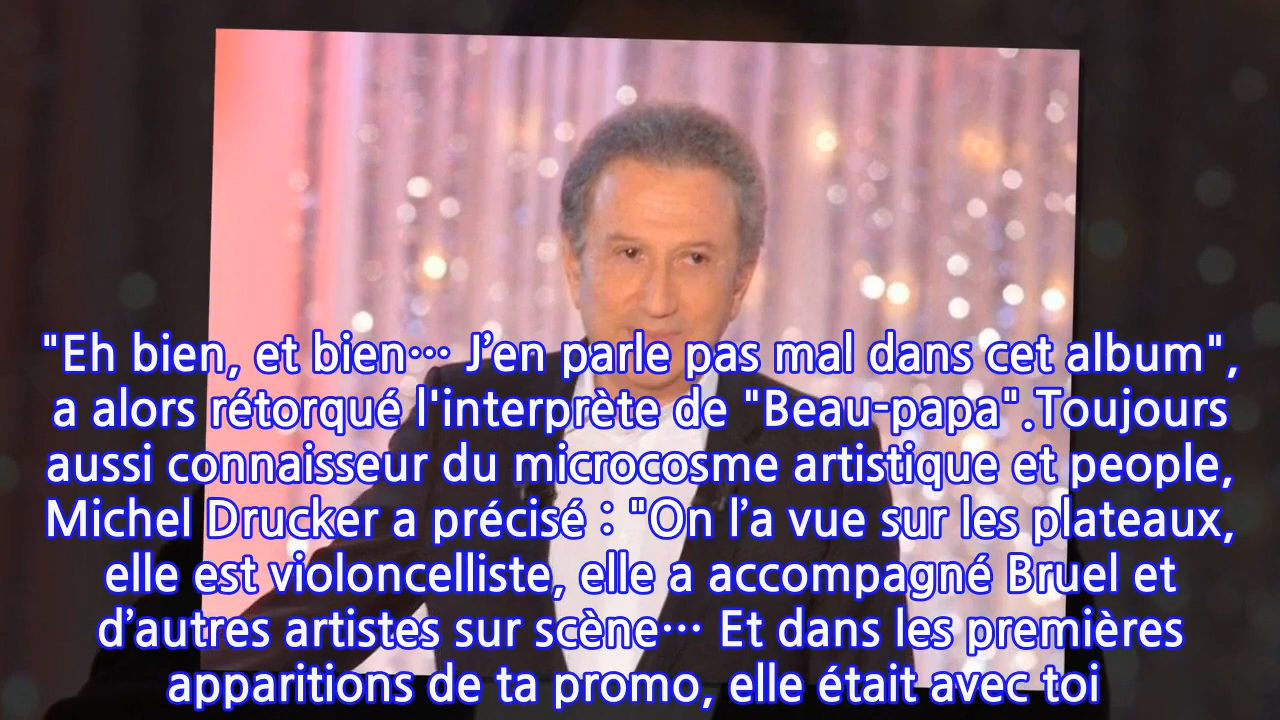 "Eh bien, et bien… J’en parle pas mal dans cet album",
a alors rétorqué l'interprète de "Beau-papa".Toujours
aussi connaisseur du microcosme artistique et people,
Michel Drucker a précisé : "On l’a vue sur les plateaux,
elle est violoncelliste, elle a accompagné Bruel et
d’autres artistes sur scène… Et dans les premières
apparitions de ta promo, elle était avec toi